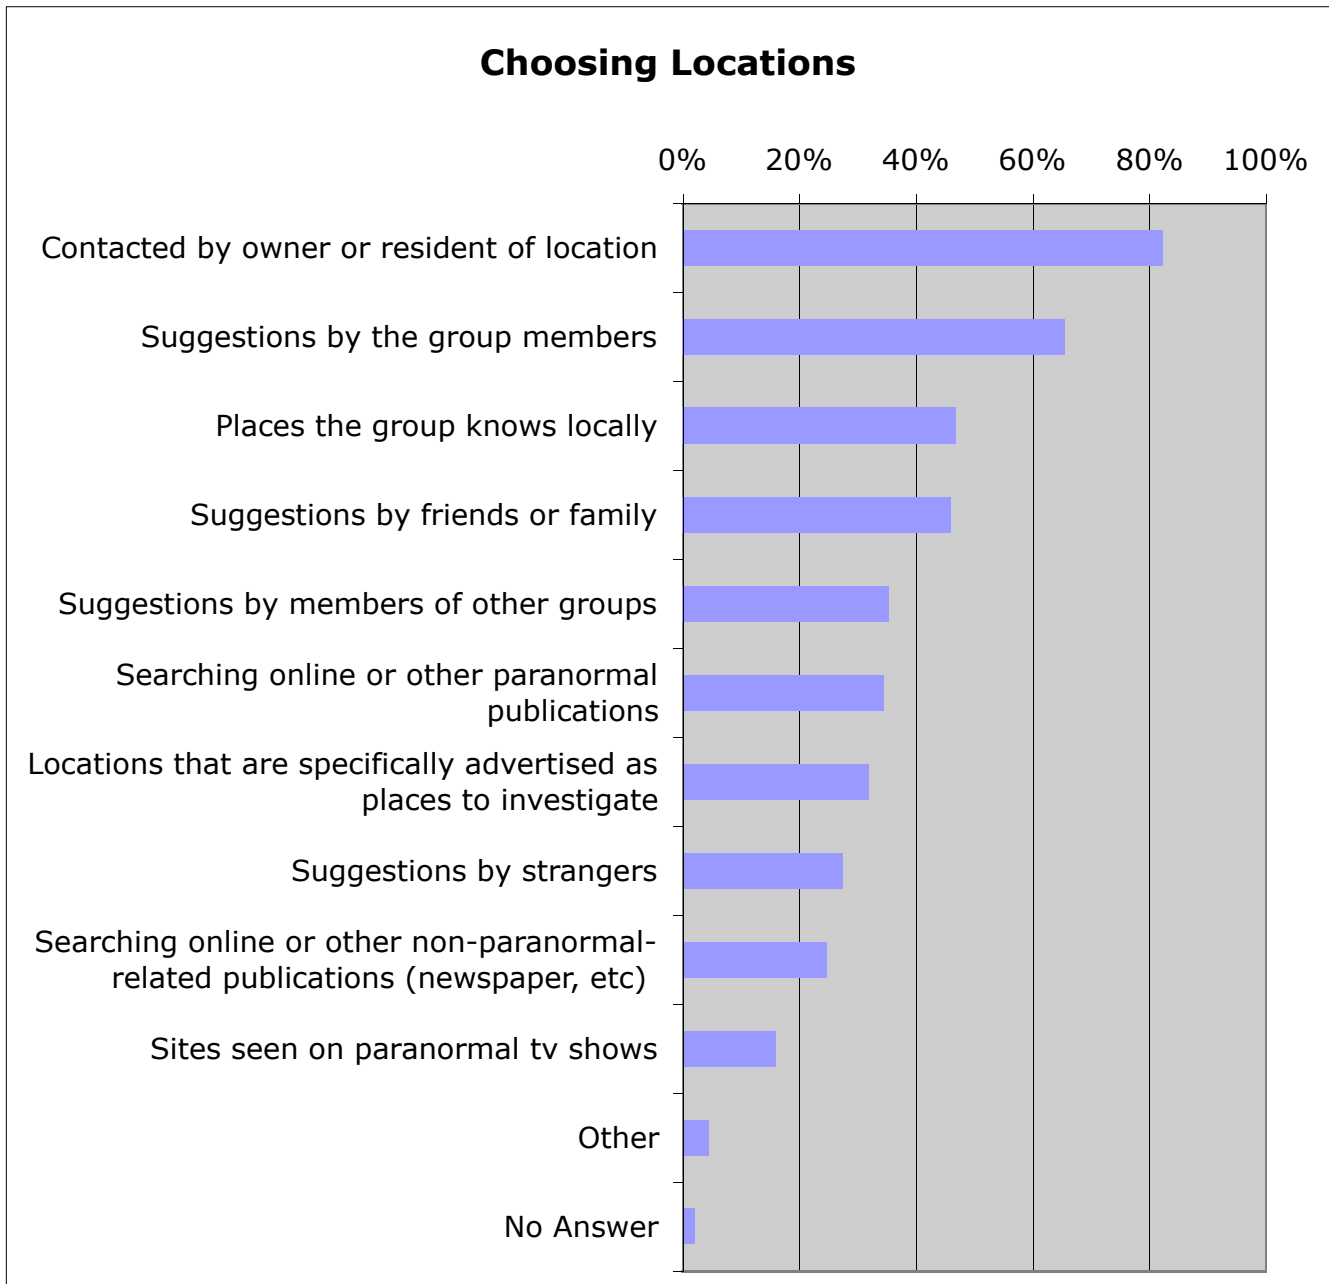 Choosing Locations
0% 20% 40% 60% 80% 100%
Contacted by owner or resident of location
Suggestions by the group members
Places the group knows locally
Suggestions by friends or family
Suggestions by members of other groups
Searching online or other paranormal
publications
Locations that are specifically advertised as
places to investigate
Suggestions by strangers
Searching online or other non-paranormal-
related publications (newspaper, etc)
Sites seen on paranormal tv shows
Other
No Answer